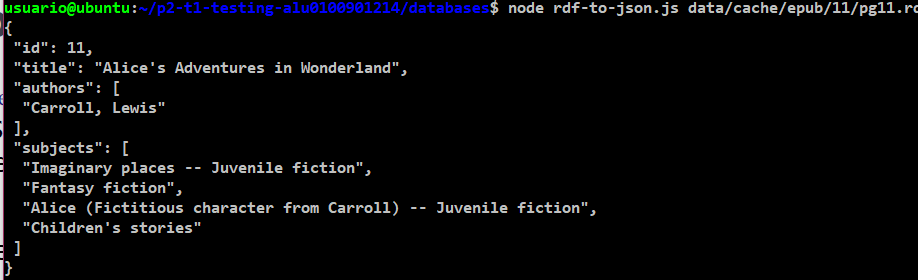 usuario@ubuntu:~/p2-t1-testing-alu0100901214/databases$ node rdf-to-json.js data/cache/epub/11/pg11.rd
{
 "id": 11,
 "title": "Alice's Adventures in Wonderland",
 "authors": [
  "Carroll, Lewis"
 ],
 "subjects": [
  "Imaginary places -- Juvenile fiction",
  "Fantasy fiction",
  "Alice (Fictitious character from Carroll) -- Juvenile fiction",
  "Children's stories"
 ]
}